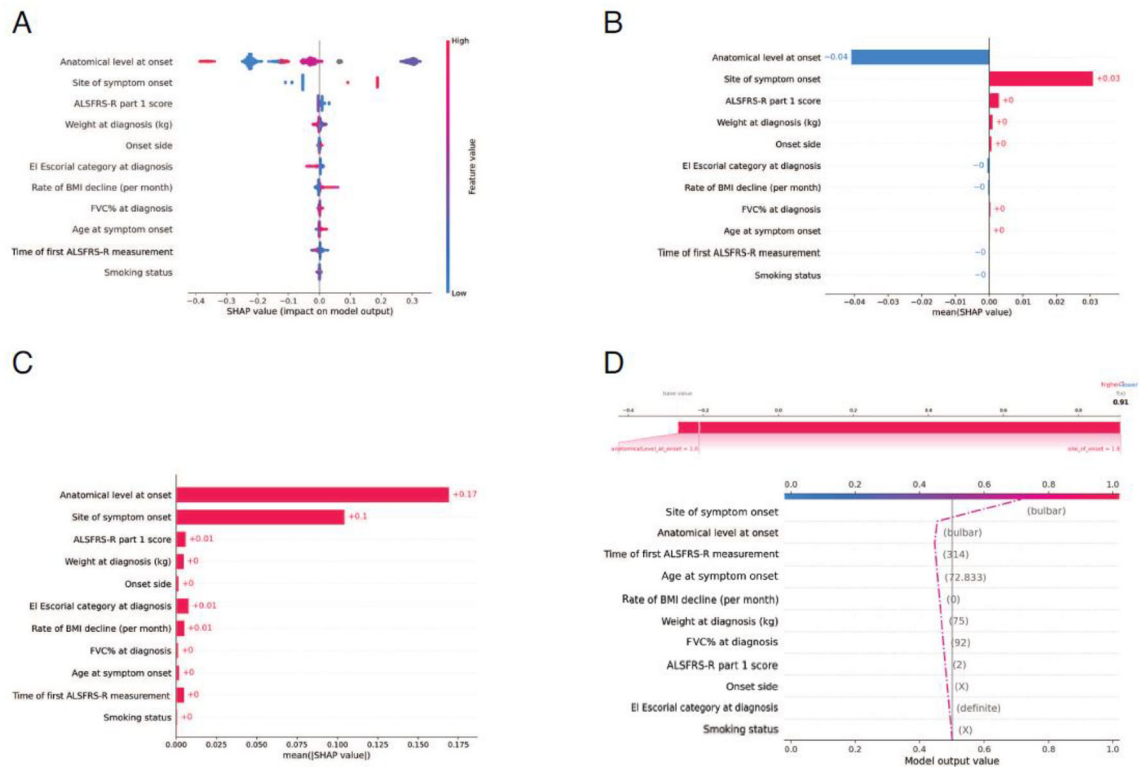 A
High
Anatomical level at onset
Site of symptom onset
ALSFRS-R part 1 score
Weight at diagnosis (kg)
Onset side
El Escorial category at diagnosis
Rate of BMI decline (per month)
FVC% at diagnosis
Age at symptom onset
Time of first ALSFRS-R measurement
Smoking status
Feature value
Low
−0.4 −0.3 −0.2 −0.1 0.0 0.1 0.2 0.3
SHAP value (impact on model output)
B
Anatomical level at onset −0.04
Site of symptom onset +0.03
ALSFRS-R part 1 score +0
Weight at diagnosis (kg) +0
Onset side +0
El Escorial category at diagnosis −0
Rate of BMI decline (per month) −0
FVC% at diagnosis +0
Age at symptom onset +0
Time of first ALSFRS-R measurement −0
Smoking status −0
−0.04 −0.03 −0.02 −0.01 0.00 0.01 0.02 0.03
mean(SHAP value)
C
Anatomical level at onset +0.17
Site of symptom onset +0.1
ALSFRS-R part 1 score +0.01
Weight at diagnosis (kg) +0
Onset side +0
El Escorial category at diagnosis +0.01
Rate of BMI decline (per month) +0.01
FVC% at diagnosis +0
Age at symptom onset +0
Time of first ALSFRS-R measurement +0
Smoking status +0
0.000 0.025 0.050 0.075 0.100 0.125 0.150 0.175
mean(|SHAP value|)
D
higher lower
base value f(x)
0.91
−0.4 −0.2 0.0 0.2 0.4 0.6 0.8
anatomicalLevel_at_onset = 1.0 site_of_onset = 1.0
0.0 0.2 0.4 0.6 0.8 1.0
Site of symptom onset (bulbar)
Anatomical level at onset (bulbar)
Time of first ALSFRS-R measurement (314)
Age at symptom onset (72.833)
Rate of BMI decline (per month) (0)
Weight at diagnosis (kg) (75)
FVC% at diagnosis (92)
ALSFRS-R part 1 score (2)
Onset side (X)
El Escorial category at diagnosis (definite)
Smoking status (X)
0.0 0.2 0.4 0.6 0.8 1.0
Model output value